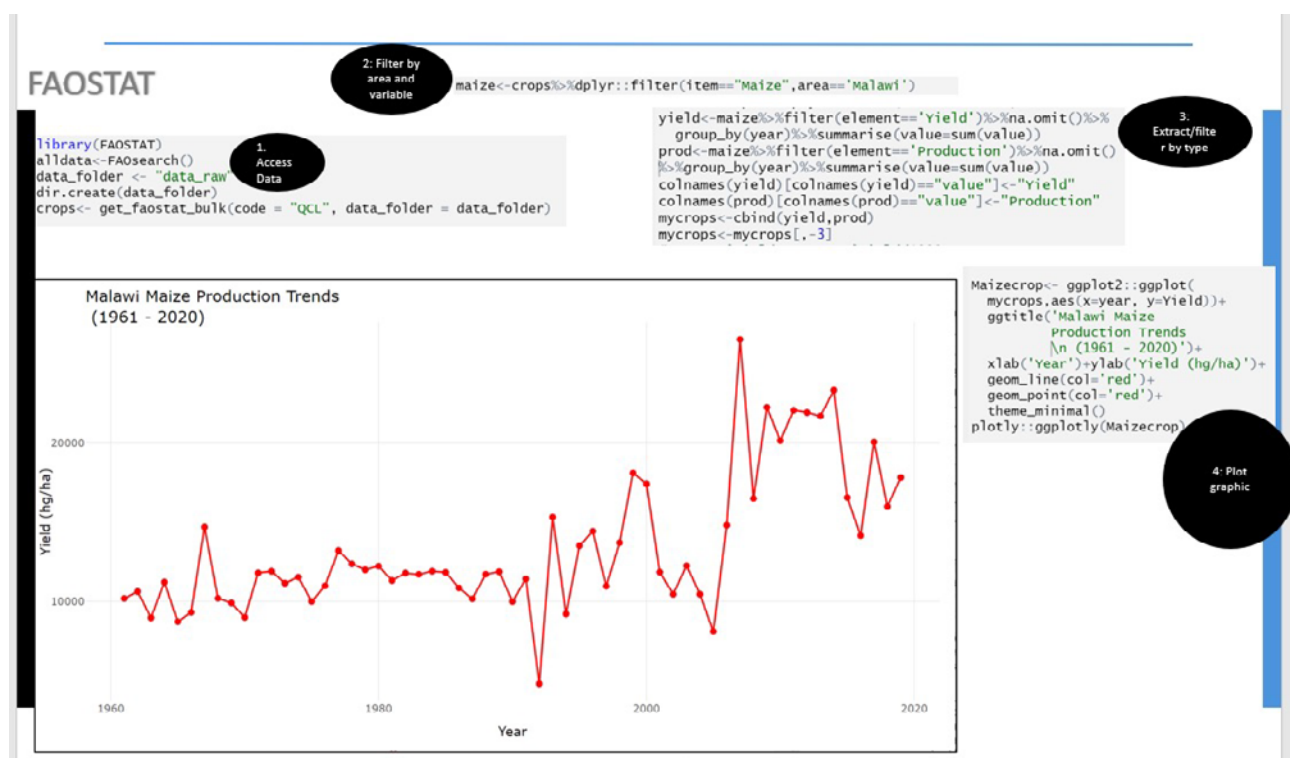 FAOSTAT
2: Filter by
area and
variable
maize<-crops%>%dplyr::filter(item=="Maize",area=='Malawi')
library(FAOSTAT)
alldata<-FAOsearch()
data_folder <- "data_raw"
dir.create(data_folder)
crops<- get_faostat_bulk(code = "QCL", data_folder = data_folder)
1.
Access
Data
yield<-maize%>%filter(element=='Yield')%>%na.omit()%>%
group_by(year)%>%summarise(value=sum(value))
prod<-maize%>%filter(element=='Production')%>%na.omit()
%>%group_by(year)%>%summarise(value=sum(value))
colnames(yield)[colnames(yield)=="value"]<-"Yield"
colnames(prod)[colnames(prod)=="value"]<-"Production"
mycrops<-cbind(yield,prod)
mycrops<-mycrops[,-3]
3.
Extract/filte
r by type
Malawi Maize Production Trends
(1961 - 2020)
20000
10000
Yield (hg/ha)
1960
1980
2000
2020
Year
Maizecrop<- ggplot2::ggplot(
mycrops,aes(x=year, y=Yield))+
ggtitle('Malawi Maize
Production Trends
\n (1961 - 2020)')+
xlab('Year')+ylab('Yield (hg/ha)')+
geom_line(col='red')+
geom_point(col='red')+
theme_minimal()
plotly::ggplotly(Maizecrop)
4: Plot
graphic